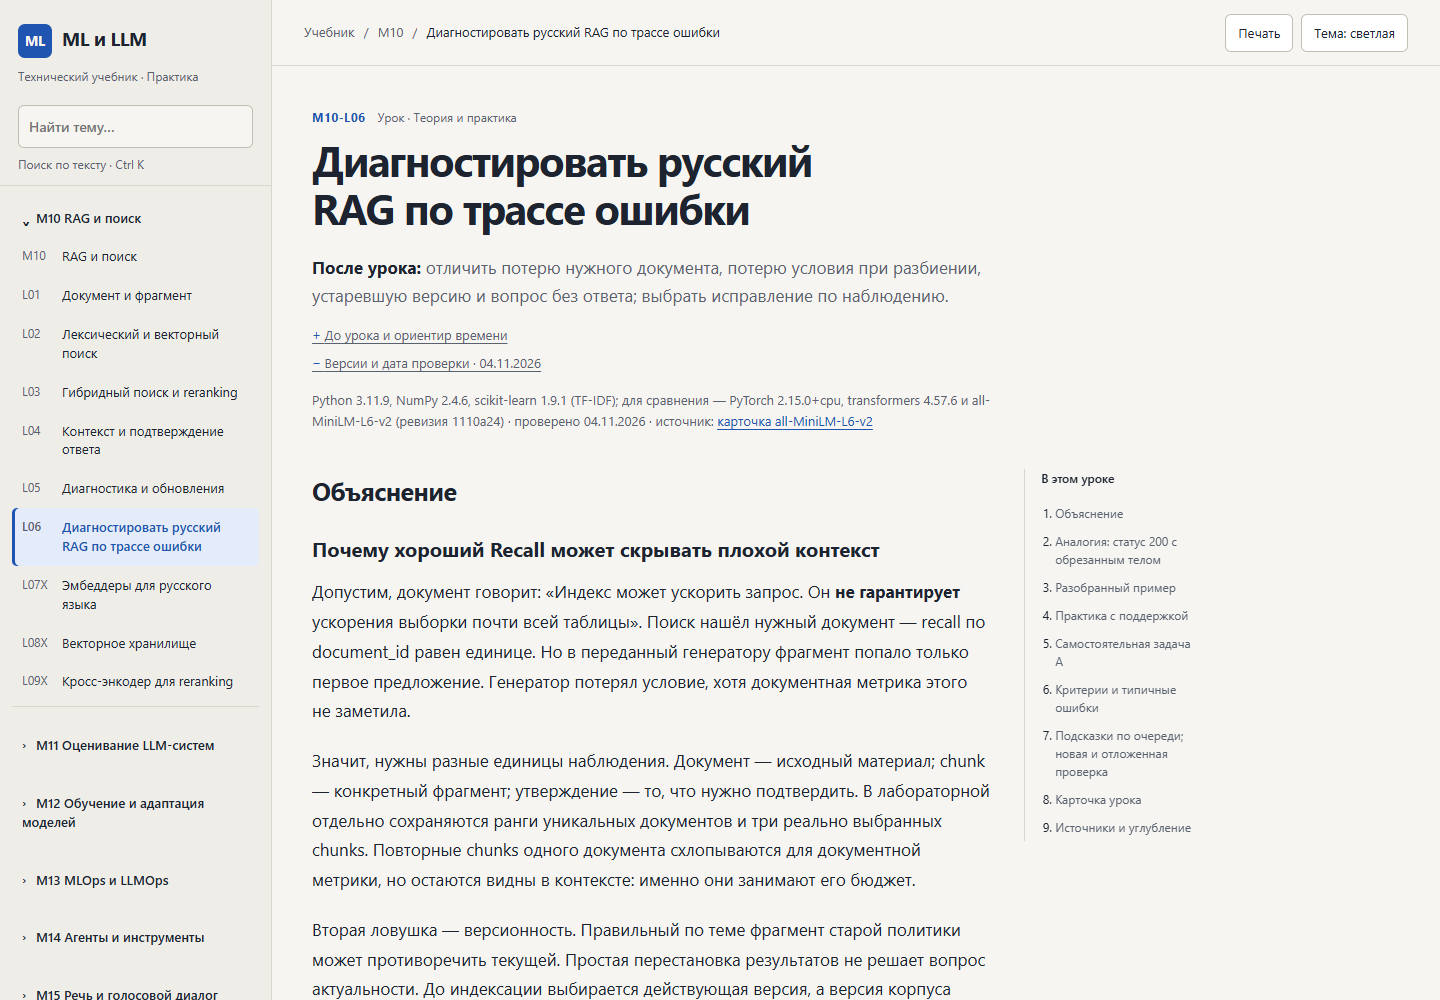 ML
ML и LLM
Технический учебник · Практика
Найти тему...
Поиск по тексту · Ctrl K
M10 RAG и поиск
M10 RAG и поиск
L01 Документ и фрагмент
L02 Лексический и векторный
поиск
L03 Гибридный поиск и reranking
L04 Контекст и подтверждение
ответа
L05 Диагностика и обновления
L06 Диагностировать русский
RAG по трассе ошибки
L07X Эмбеддеры для русского
языка
L08X Векторное хранилище
L09X Кросс-энкодер для reranking
› M11 Оценивание LLM-систем
› M12 Обучение и адаптация
моделей
› M13 MLOps и LLMOps
› M14 Агенты и инструменты
› M15 Речь и голосовой диалог
Учебник / M10 / Диагностировать русский RAG по трассе ошибки
Печать
Тема: светлая
M10-L06 Урок · Теория и практика
Диагностировать русский
RAG по трассе ошибки
После урока: отличить потерю нужного документа, потерю условия при разбиении,
устаревшую версию и вопрос без ответа; выбрать исправление по наблюдению.
+ До урока и ориентир времени
− Версии и дата проверки · 04.11.2026
Python 3.11.9, NumPy 2.4.6, scikit-learn 1.9.1 (TF-IDF); для сравнения — PyTorch 2.15.0+cpu, transformers 4.57.6 и all-
MiniLM-L6-v2 (ревизия 1110a24) · проверено 04.11.2026 · источник: карточка all-MiniLM-L6-v2
Объяснение
Почему хороший Recall может скрывать плохой контекст
Допустим, документ говорит: «Индекс может ускорить запрос. Он не гарантирует
ускорения выборки почти всей таблицы». Поиск нашёл нужный документ — recall по
document_id равен единице. Но в переданный генератору фрагмент попало только
первое предложение. Генератор потерял условие, хотя документная метрика этого
не заметила.
Значит, нужны разные единицы наблюдения. Документ — исходный материал; chunk
— конкретный фрагмент; утверждение — то, что нужно подтвердить. В лабораторной
отдельно сохраняются ранги уникальных документов и три реально выбранных
chunks. Повторные chunks одного документа схлопываются для документной
метрики, но остаются видны в контексте: именно они занимают его бюджет.
Вторая ловушка — версионность. Правильный по теме фрагмент старой политики
может противоречить текущей. Простая перестановка результатов не решает вопрос
актуальности. До индексации выбирается действующая версия, а версия корпуса
В этом уроке
1. Объяснение
2. Аналогия: статус 200 с
обрезанным телом
3. Разобранный пример
4. Практика с поддержкой
5. Самостоятельная задача
А
6. Критерии и типичные
ошибки
7. Подсказки по очереди;
новая и отложенная
проверка
8. Карточка урока
9. Источники и углубление